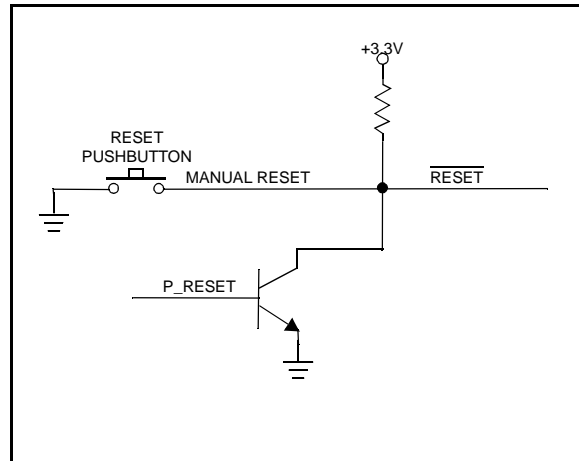 +3.3V
RESET
PUSHBUTTON
MANUAL RESET
RESET
P_RESET